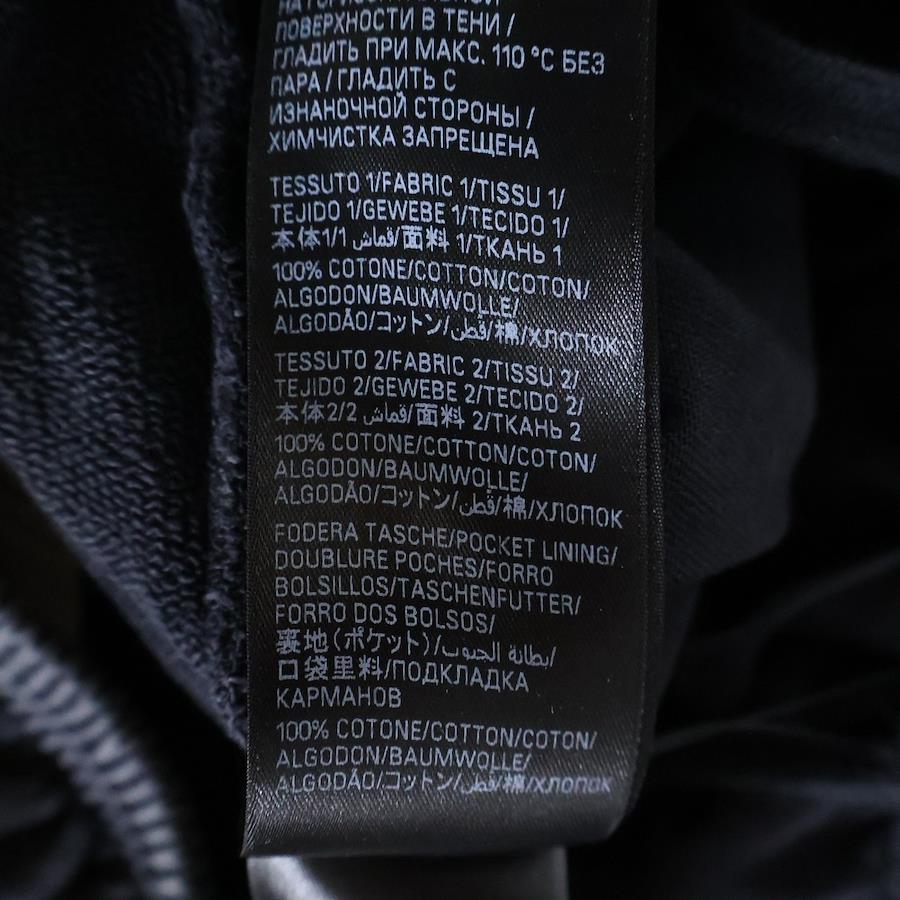 ПОВЕРХНОСТИ В ТЕНИ /
ГЛАДИТЬ ПРИ МАКС. 110 °C БЕЗ
ПАРА / ГЛАДИТЬ С
ИЗНАНОЧНОЙ СТОРОНЫ /
ХИМЧИСТКА ЗАПРЕЩЕНА
TESSUTO 1/FABRIC 1/TISSU 1/
TEJIDO 1/GEWEBE 1/TECIDO 1/
本体1/1 قماش/面料 1/ТКАНЬ 1
100% COTONE/COTTON/COTON/
ALGODON/BAUMWOLLE/
ALGODÃO/コットン/قطن/棉/ХЛОПОК
TESSUTO 2/FABRIC 2/TISSU 2/
TEJIDO 2/GEWEBE 2/TECIDO 2/
本体2/2 قماش/面料 2/ТКАНЬ 2
100% COTONE/COTTON/COTON/
ALGODON/BAUMWOLLE/
ALGODÃO/コットン/قطن/棉/ХЛОПОК
FODERA TASCHE/POCKET LINING/
DOUBLURE POCHES/FORRO
BOLSILLOS/TASCHENFUTTER/
FORRO DOS BOLSOS/
裏地(ポケット)/بطانة الجيوب/
口袋里料/ПОДКЛАДКА
КАРМАНОВ
100% COTONE/COTTON/COTON/
ALGODON/BAUMWOLLE/
ALGODÃO/コットン/قطن/棉/ХЛОПОК